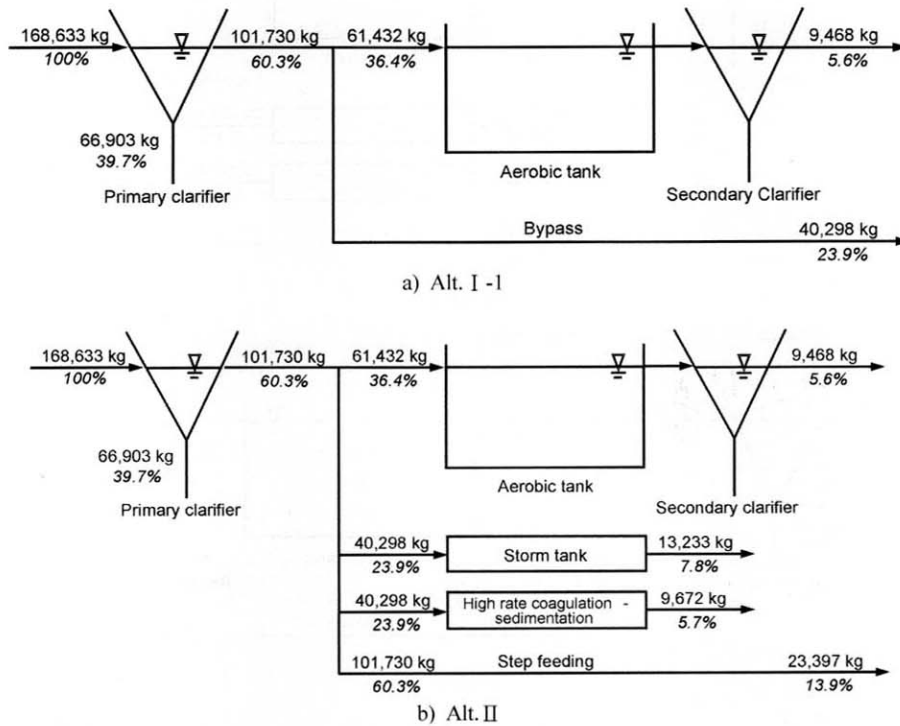 168,633 kg
100%
101,730 kg
60.3%
61,432 kg
36.4%
9,468 kg
5.6%
66,903 kg
39.7%
Primary clarifier
Aerobic tank
Secondary Clarifier
Bypass
40,298 kg
23.9%
a) Alt. Ⅰ -1
168,633 kg
100%
101,730 kg
60.3%
61,432 kg
36.4%
9,468 kg
5.6%
66,903 kg
39.7%
Primary clarifier
Aerobic tank
Secondary clarifier
40,298 kg
23.9%
Storm tank
13,233 kg
7.8%
40,298 kg
23.9%
High rate coagulation -
sedimentation
9,672 kg
5.7%
101,730 kg
60.3%
Step feeding
23,397 kg
13.9%
b) Alt. Ⅱ